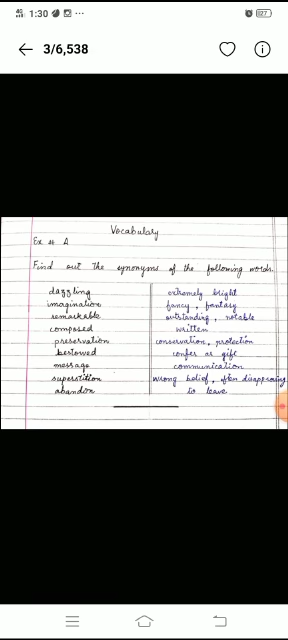 1:30
3/6,538
Vocabulary
Ex # A
Find out the synonyms of the following words.
dazzling extremely bright
imagination fancy, fantasy
remarkable outstanding, notable
composed written
preservation conservation, protection
bestowed confer as gift
message communication
superstition wrong belief, often disapproving
abandon to leave